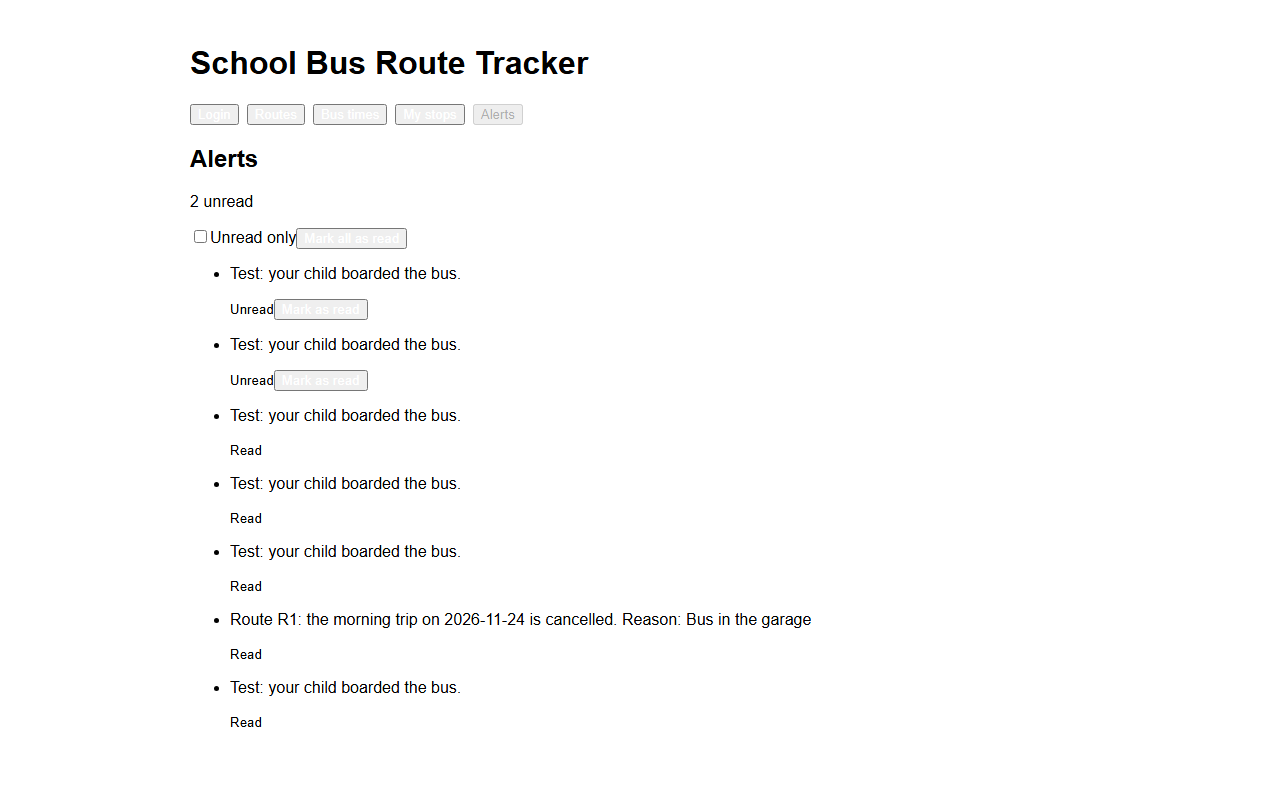 School Bus Route Tracker
Login Routes Bus times My stops Alerts
Alerts
2 unread
Unread only Mark all as read
Test: your child boarded the bus.
Unread Mark as read
Test: your child boarded the bus.
Unread Mark as read
Test: your child boarded the bus.
Read
Test: your child boarded the bus.
Read
Test: your child boarded the bus.
Read
Route R1: the morning trip on 2026-11-24 is cancelled. Reason: Bus in the garage
Read
Test: your child boarded the bus.
Read